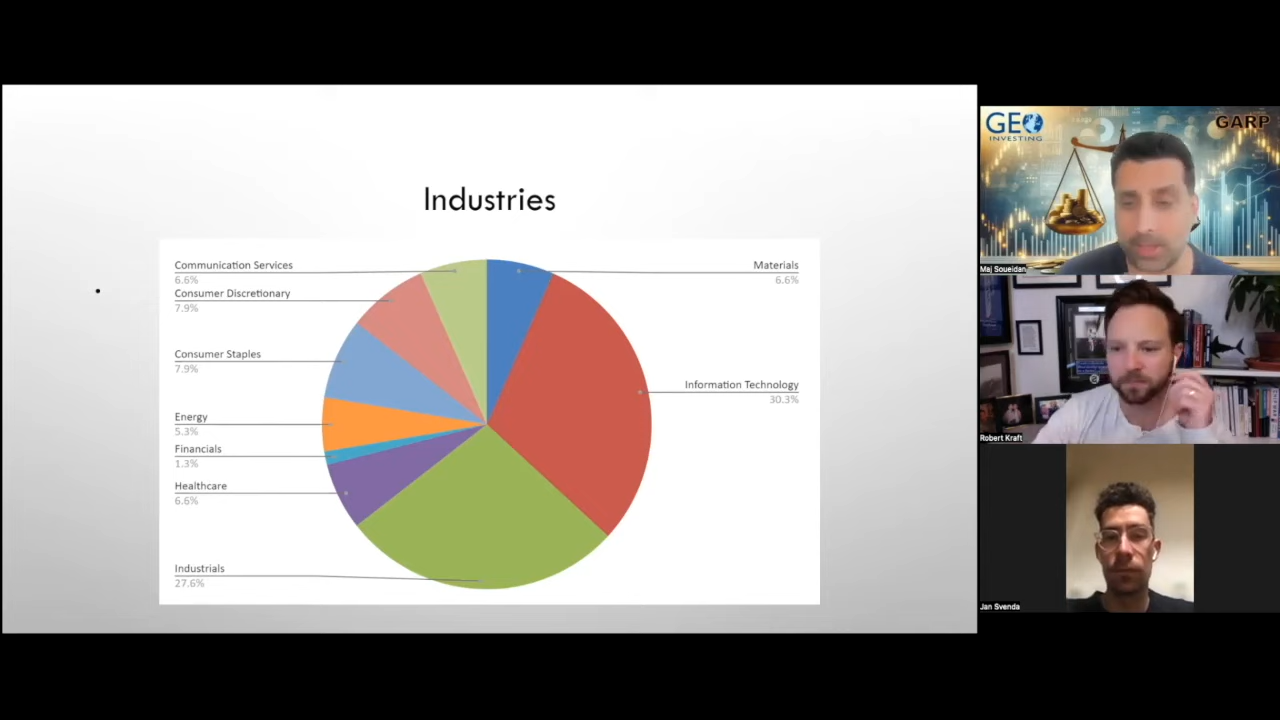 Industries
Communication Services
6.6%
Consumer Discretionary
7.9%
Consumer Staples
7.9%
Energy
5.3%
Financials
1.3%
Healthcare
6.6%
Industrials
27.6%
Materials
6.6%
Information Technology
30.3%
GEO
INVESTING
GARP
Maj Soueidan
Robert Kraft
Jan Svenda